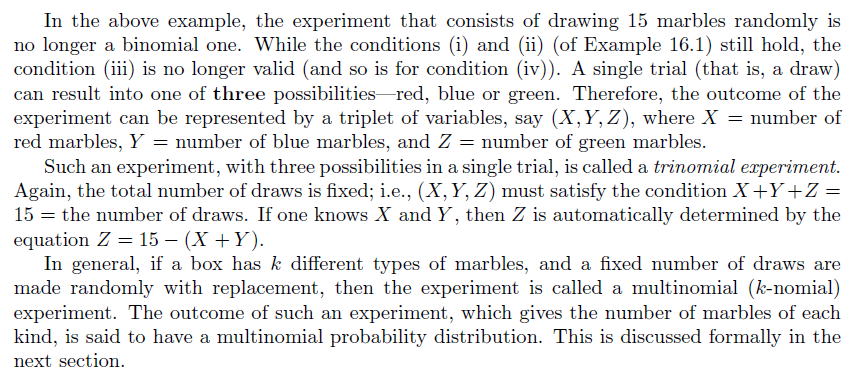 In the above example, the experiment that consists of drawing 15 marbles randomly is
no longer a binomial one. While the conditions (i) and (ii) (of Example 16.1) still hold, the
condition (iii) is no longer valid (and so is for condition (iv)). A single trial (that is, a draw)
can result into one of three possibilities—red, blue or green. Therefore, the outcome of the
experiment can be represented by a triplet of variables, say (X, Y, Z), where X = number of
red marbles, Y = number of blue marbles, and Z = number of green marbles.
Such an experiment, with three possibilities in a single trial, is called a trinomial experiment.
Again, the total number of draws is fixed; i.e., (X, Y, Z) must satisfy the condition X+Y+Z =
15 = the number of draws. If one knows X and Y, then Z is automatically determined by the
equation Z = 15 − (X + Y).
In general, if a box has k different types of marbles, and a fixed number of draws are
made randomly with replacement, then the experiment is called a multinomial (k-nomial)
experiment. The outcome of such an experiment, which gives the number of marbles of each
kind, is said to have a multinomial probability distribution. This is discussed formally in the
next section.